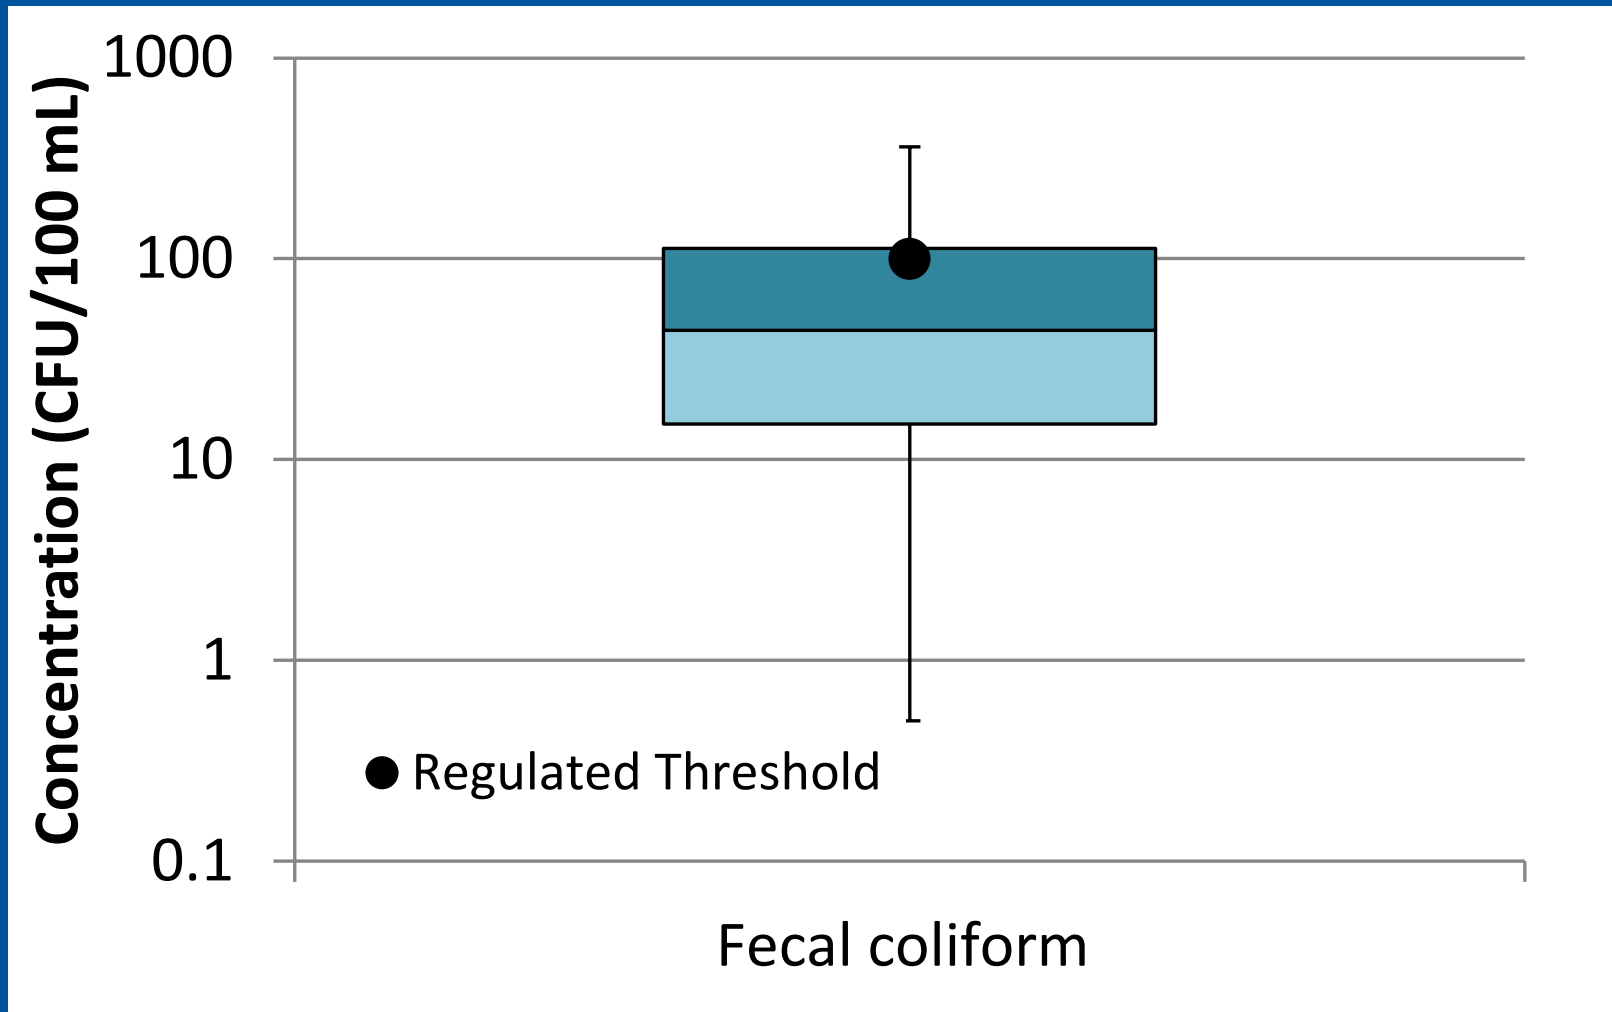 Concentration (CFU/100 mL)
1000
100
10
1
0.1
Regulated Threshold
Fecal coliform